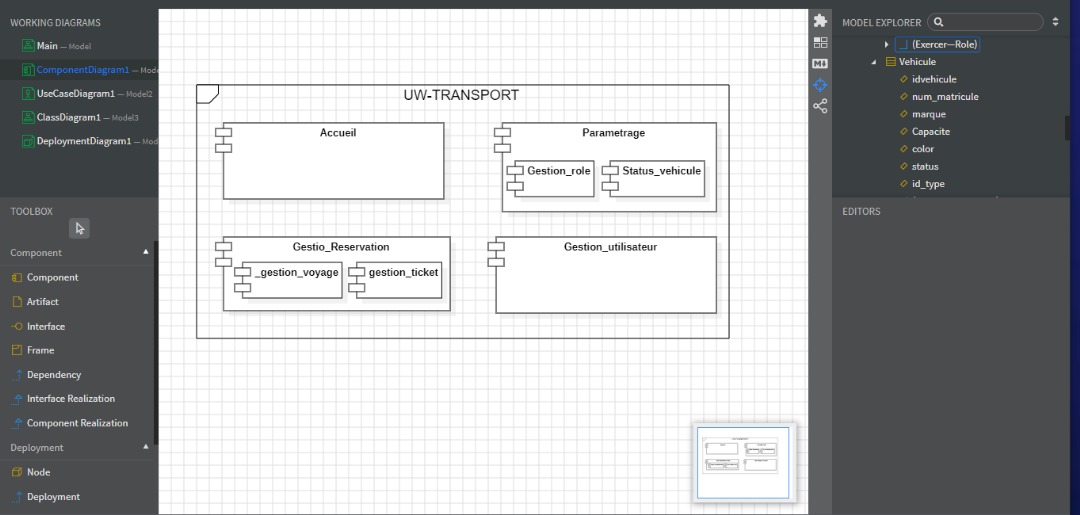 WORKING DIAGRAMS
Main — Model
ComponentDiagram1 — Mode
UseCaseDiagram1 — Model2
ClassDiagram1 — Model3
DeploymentDiagram1 — Mod
TOOLBOX
Component
Component
Artifact
Interface
Frame
Dependency
Interface Realization
Component Realization
Deployment
Node
Deployment
UW-TRANSPORT
Accueil
Parametrage
Gestion_role
Status_vehicule
Gestio_Reservation
_gestion_voyage
gestion_ticket
Gestion_utilisateur
M↓
MODEL EXPLORER
(Exercer—Role)
Vehicule
idvehicule
num_matricule
marque
Capacite
color
status
id_type
EDITORS